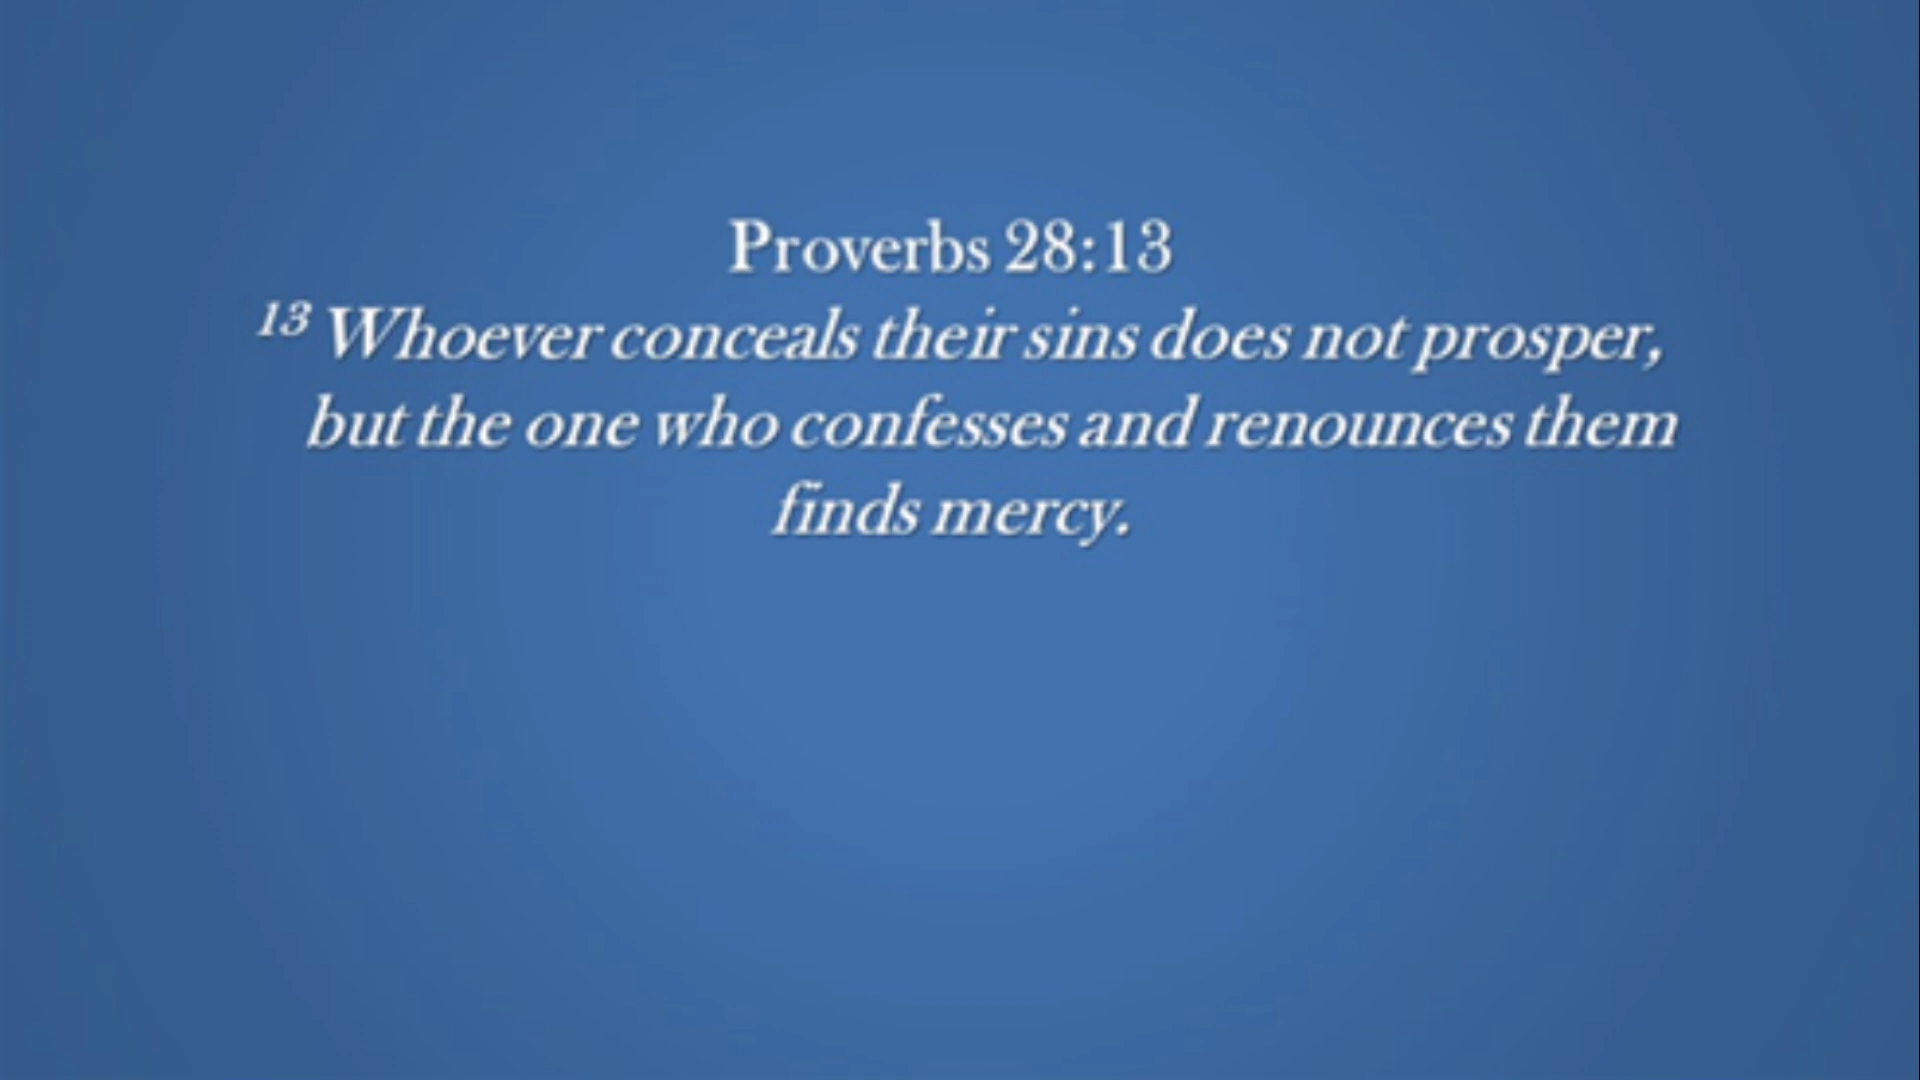 Proverbs 28:13
13 Whoever conceals their sins does not prosper,
but the one who confesses and renounces them
finds mercy.